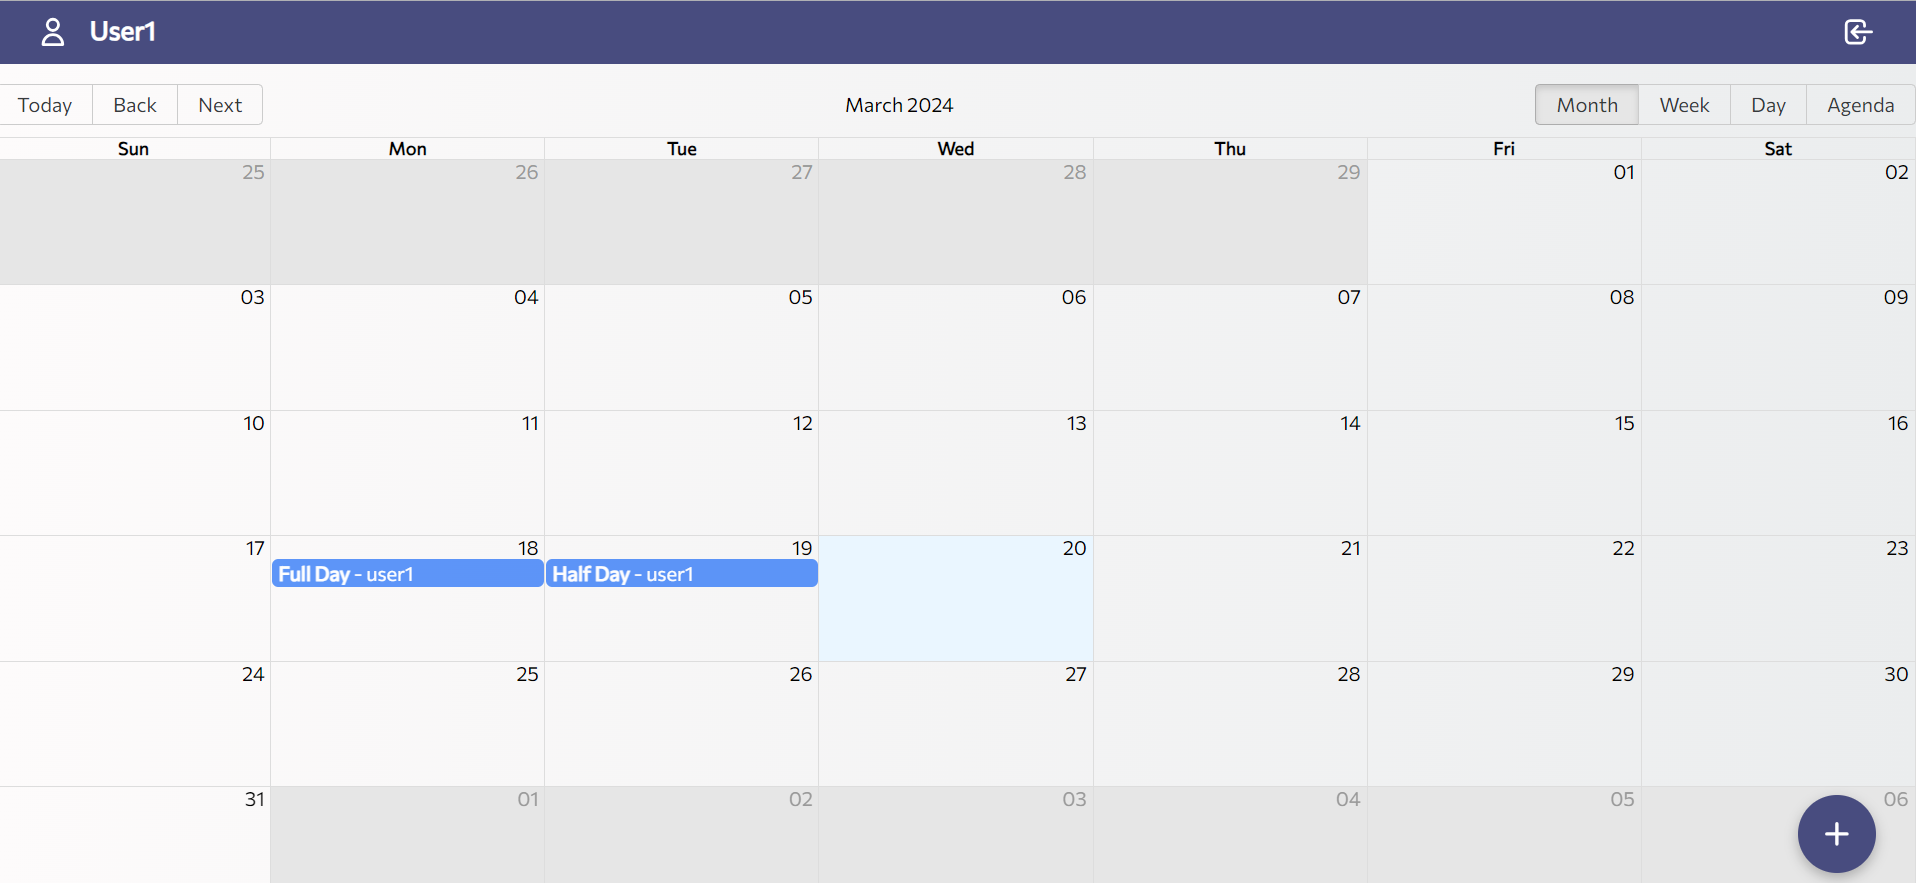 User1
Today Back Next March 2024 Month Week Day Agenda
Sun Mon Tue Wed Thu Fri Sat
25 26 27 28 29 01 02
03 04 05 06 07 08 09
10 11 12 13 14 15 16
17 18 19 20 21 22 23
Full Day - user1 Half Day - user1
24 25 26 27 28 29 30
31 01 02 03 04 05 06
+